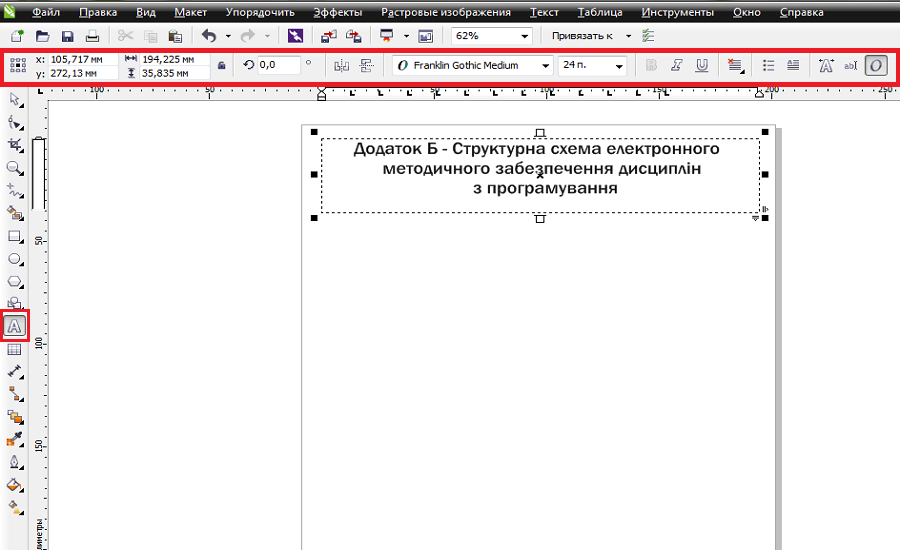 Файл Правка Вид Макет Упорядочить Эффекты Растровые изображения Текст Таблица Инструменты Окно Справка
62% Привязать к
x: 105,717 мм 194,225 мм 0,0 ° O Franklin Gothic Medium 24 п. B I U A ab O
y: 272,13 мм 35,835 мм
100 50 0 50 100 150 200 250
Додаток Б - Структурна схема електронного
методичного забезпечення дисциплін
з програмування
0
50
A
100
150